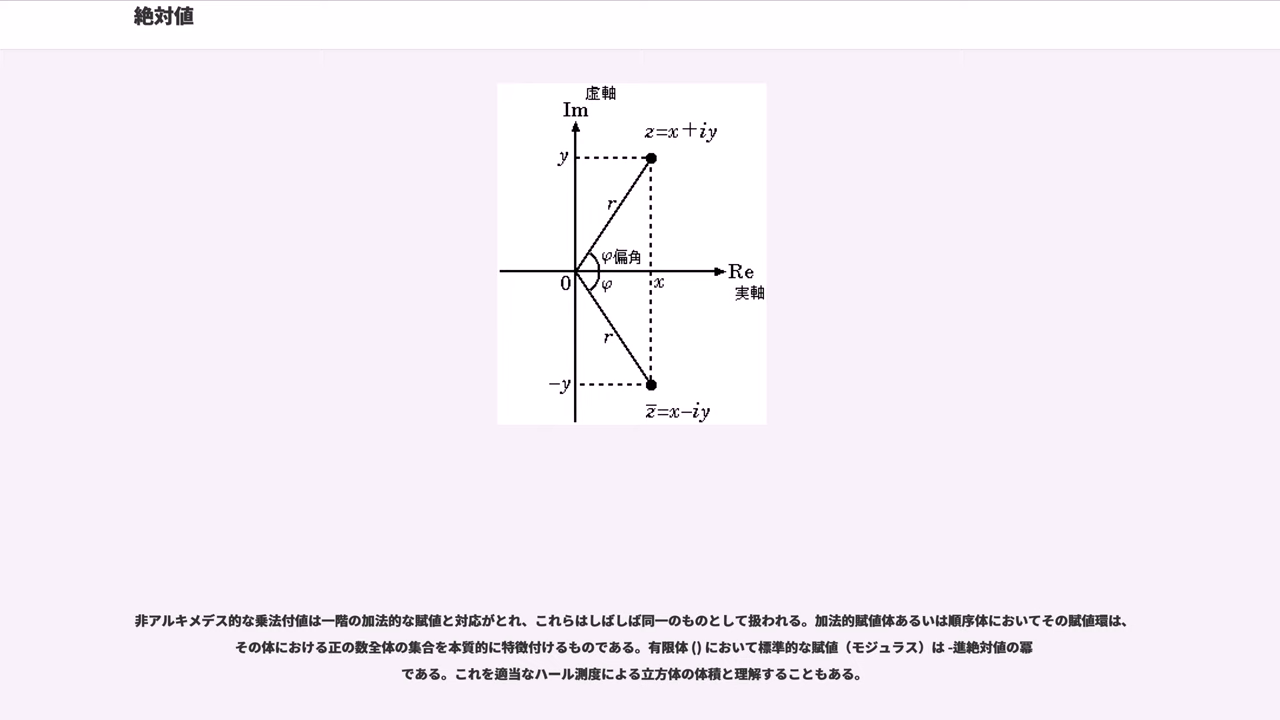 絶対値
虚軸
Im
z=x+iy
y
r
φ偏角
Re
0
φ
x
実軸
r
−y
z̄=x−iy
非アルキメデス的な乗法付値は一階の加法的な賦値と対応がとれ、これらはしばしば同一のものとして扱われる。加法的賦値体あるいは順序体においてその賦値環は、
その体における正の数全体の集合を本質的に特徴付けるものである。有限体 () において標準的な賦値（モジュラス）は -進絶対値の冪
である。これを適当なハール測度による立方体の体積と理解することもある。